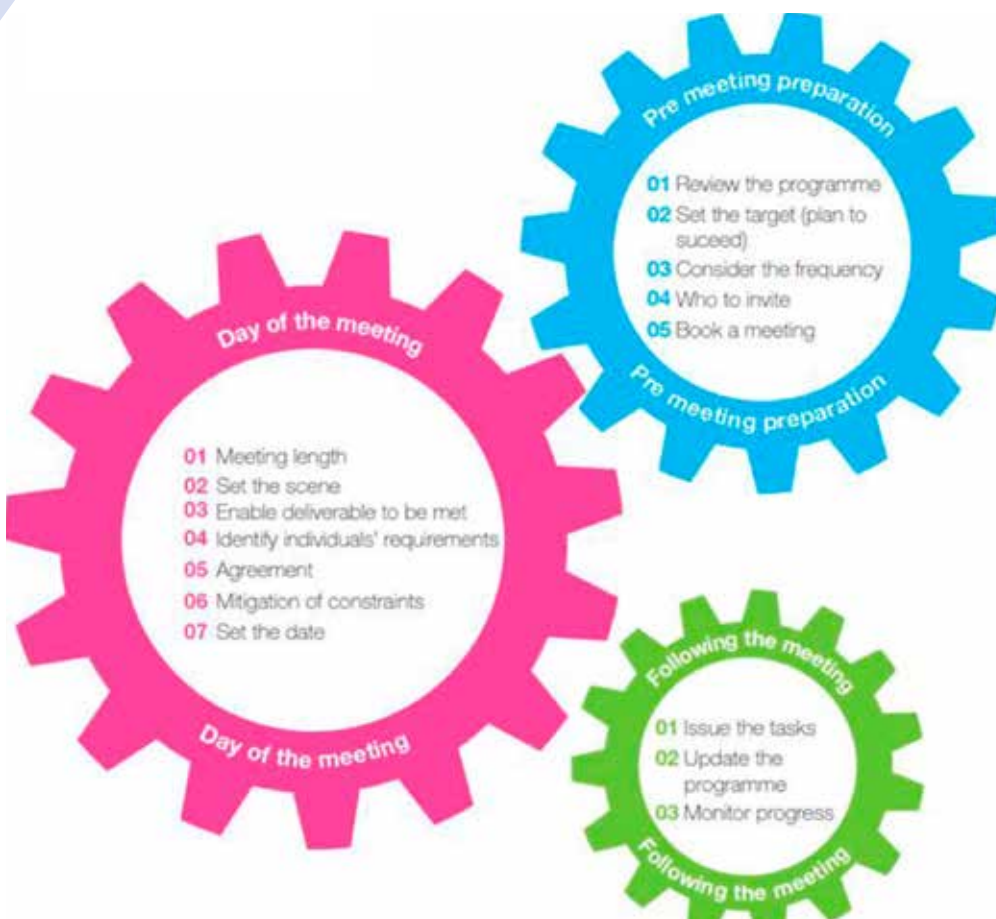 Pre meeting preparation
01 Review the programme
02 Set the target (plan to
suceed)
03 Consider the frequency
04 Who to invite
05 Book a meeting
Pre meeting preparation
Day of the meeting
01 Meeting length
02 Set the scene
03 Enable deliverable to be met
04 Identify individuals' requirements
05 Agreement
06 Mitigation of constraints
07 Set the date
Day of the meeting
Following the meeting
01 Issue the tasks
02 Update the
programme
03 Monitor progress
Following the meeting